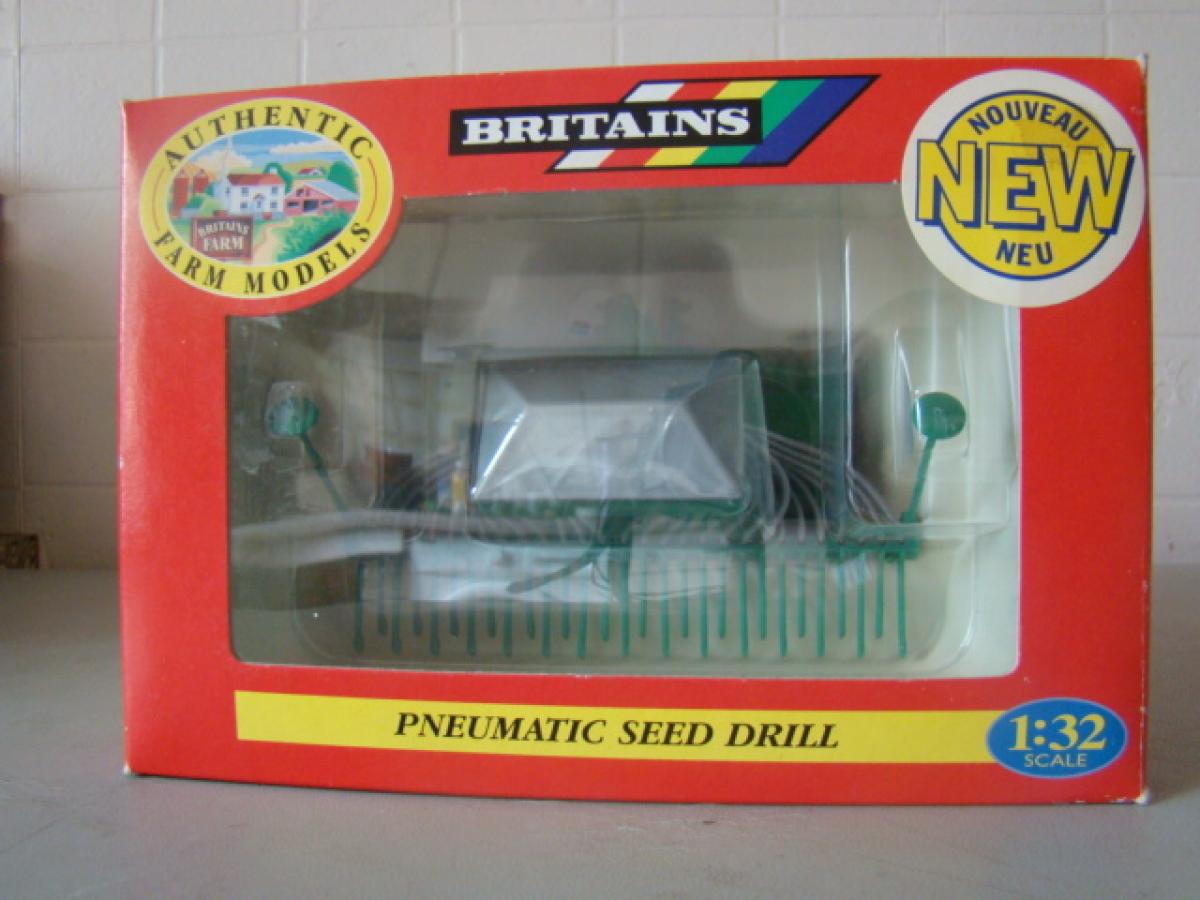 AUTHENTIC
BRITAINS
FARM
FARM MODELS
BRITAINS
NOUVEAU
NEW
NEU
PNEUMATIC SEED DRILL
1:32
SCALE